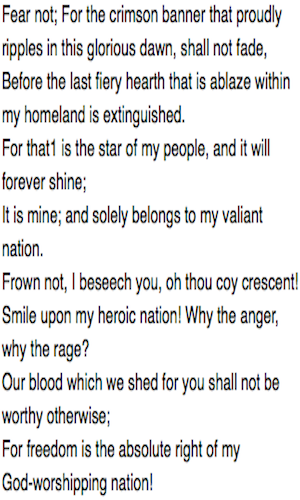 Fear not; For the crimson banner that proudly
ripples in this glorious dawn, shall not fade,
Before the last fiery hearth that is ablaze within
my homeland is extinguished.
For that1 is the star of my people, and it will
forever shine;
It is mine; and solely belongs to my valiant
nation.
Frown not, I beseech you, oh thou coy crescent!
Smile upon my heroic nation! Why the anger,
why the rage?
Our blood which we shed for you shall not be
worthy otherwise;
For freedom is the absolute right of my
God-worshipping nation!